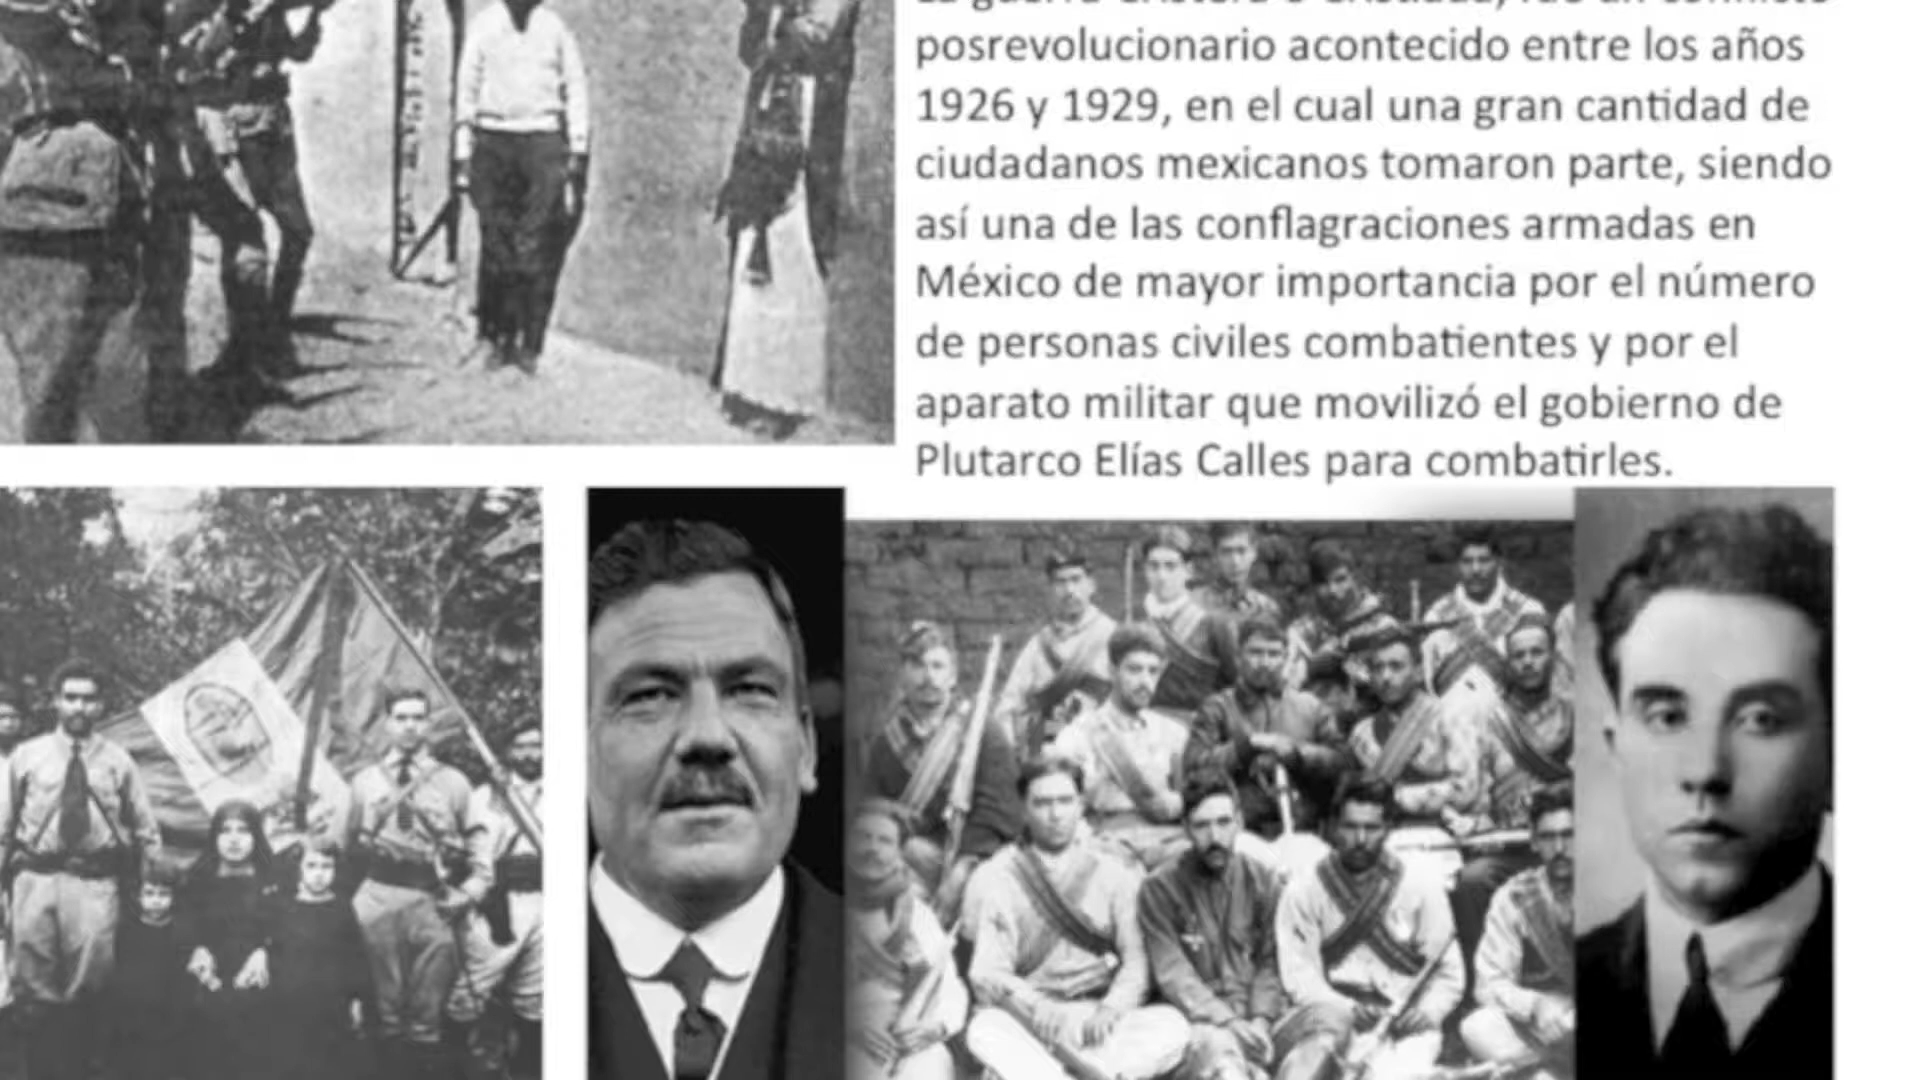 posrevolucionario acontecido entre los años
1926 y 1929, en el cual una gran cantidad de
ciudadanos mexicanos tomaron parte, siendo
así una de las conflagraciones armadas en
México de mayor importancia por el número
de personas civiles combatientes y por el
aparato militar que movilizó el gobierno de
Plutarco Elías Calles para combatirles.